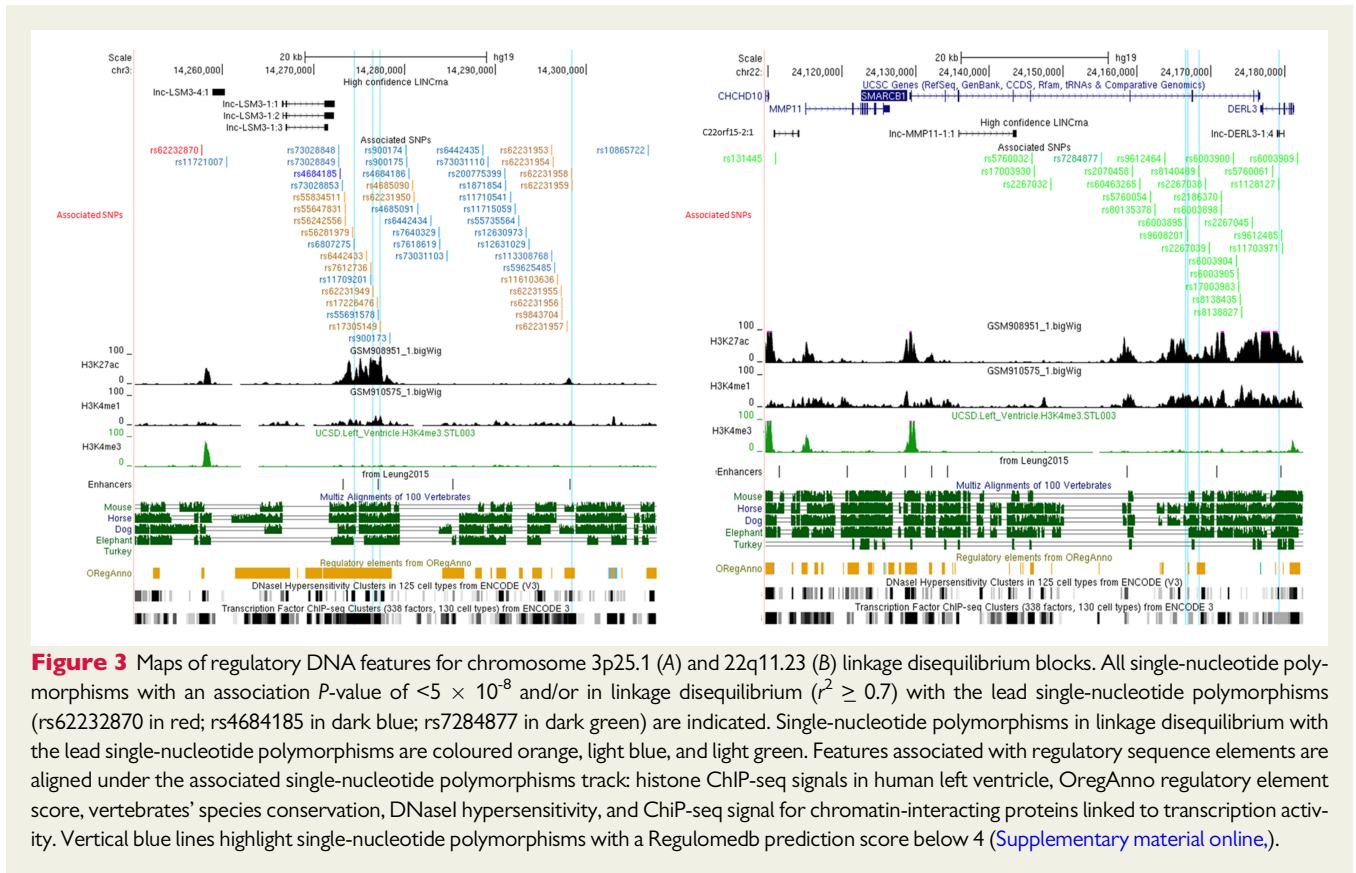 Scale 20 kb hg19
chr3: 14,260,000 14,270,000 14,280,000 14,290,000 14,300,000
High confidence LINCrna
lnc-LSM3-4:1
lnc-LSM3-1:1
lnc-LSM3-1:2
lnc-LSM3-1:3
Associated SNPs
rs62232870 rs73028848 rs900174 rs6442435 rs62231953 rs10865722
rs11721007 rs73028849 rs900175 rs73031110 rs62231954
rs4684185 rs4684186 rs200775399 rs62231958
rs73028853 rs4685090 rs1871854 rs62231959
rs55834511 rs62231950 rs11710541
rs55647831 rs4685091 rs11715059
Associated SNPs
rs56242556 rs6442434 rs55735564
rs56281979 rs7640329 rs12630973
rs6807275 rs7618619 rs12631029
rs6442433 rs73031103 rs113308768
rs7612736 rs59625485
rs11709201 rs116103636
rs62231949 rs62231955
rs17226476 rs62231956
rs55691578 rs9843704
rs17305149 rs62231957
rs900173
GSM908951_1.bigWig
100
H3K27ac
0
GSM910575_1.bigWig
100
H3K4me1
0
UCSD.Left_Ventricle.H3K4me3.STL003
100
H3K4me3
0
from Leung2015
Enhancers
Multiz Alignments of 100 Vertebrates
Mouse
Horse
Dog
Elephant
Turkey
Regulatory elements from ORegAnno
ORegAnno
DNaseI Hypersensitivity Clusters in 125 cell types from ENCODE (V3)
Transcription Factor ChIP-seq Clusters (338 factors, 130 cell types) from ENCODE 3
Scale 20 kb hg19
chr22: 24,120,000 24,130,000 24,140,000 24,150,000 24,160,000 24,170,000 24,180,000
UCSC Genes (RefSeq, GenBank, CCDS, Rfam, tRNAs & Comparative Genomics)
CHCHD10 SMARCB1
MMP11 DERL3
High confidence LINCrna
C22orf15-2:1 lnc-MMP11-1:1 lnc-DERL3-1:4
Associated SNPs
rs131445 rs5760032 rs7284877 rs9612464 rs6003900 rs6003909
rs17003930 rs2070458 rs8140489 rs5760061
rs2267032 rs60463265 rs2267038 rs1128127
rs5760054 rs2186370
rs80135378 rs6003898
Associated SNPs
rs6003895 rs2267045
rs9608201 rs9612485
rs2267039 rs11703971
rs6003904
rs6003905
rs17003983
rs8138435
rs8138827
GSM908951_1.bigWig
100
H3K27ac
0
GSM910575_1.bigWig
100
H3K4me1
0
UCSD.Left_Ventricle.H3K4me3.STL003
100
H3K4me3
0
from Leung2015
Enhancers
Multiz Alignments of 100 Vertebrates
Mouse
Horse
Dog
Elephant
Turkey
Regulatory elements from ORegAnno
ORegAnno
DNaseI Hypersensitivity Clusters in 125 cell types from ENCODE (V3)
Transcription Factor ChIP-seq Clusters (338 factors, 130 cell types) from ENCODE 3
Figure 3 Maps of regulatory DNA features for chromosome 3p25.1 (A) and 22q11.23 (B) linkage disequilibrium blocks. All single-nucleotide poly-
morphisms with an association P-value of <5 × 10⁻⁸ and/or in linkage disequilibrium (r² ≥ 0.7) with the lead single-nucleotide polymorphisms
(rs62232870 in red; rs4684185 in dark blue; rs7284877 in dark green) are indicated. Single-nucleotide polymorphisms in linkage disequilibrium with
the lead single-nucleotide polymorphisms are coloured orange, light blue, and light green. Features associated with regulatory sequence elements are
aligned under the associated single-nucleotide polymorphisms track: histone ChIP-seq signals in human left ventricle, OregAnno regulatory element
score, vertebrates' species conservation, DNaseI hypersensitivity, and ChiP-seq signal for chromatin-interacting proteins linked to transcription activ-
ity. Vertical blue lines highlight single-nucleotide polymorphisms with a Regulomedb prediction score below 4 (Supplementary material online,).